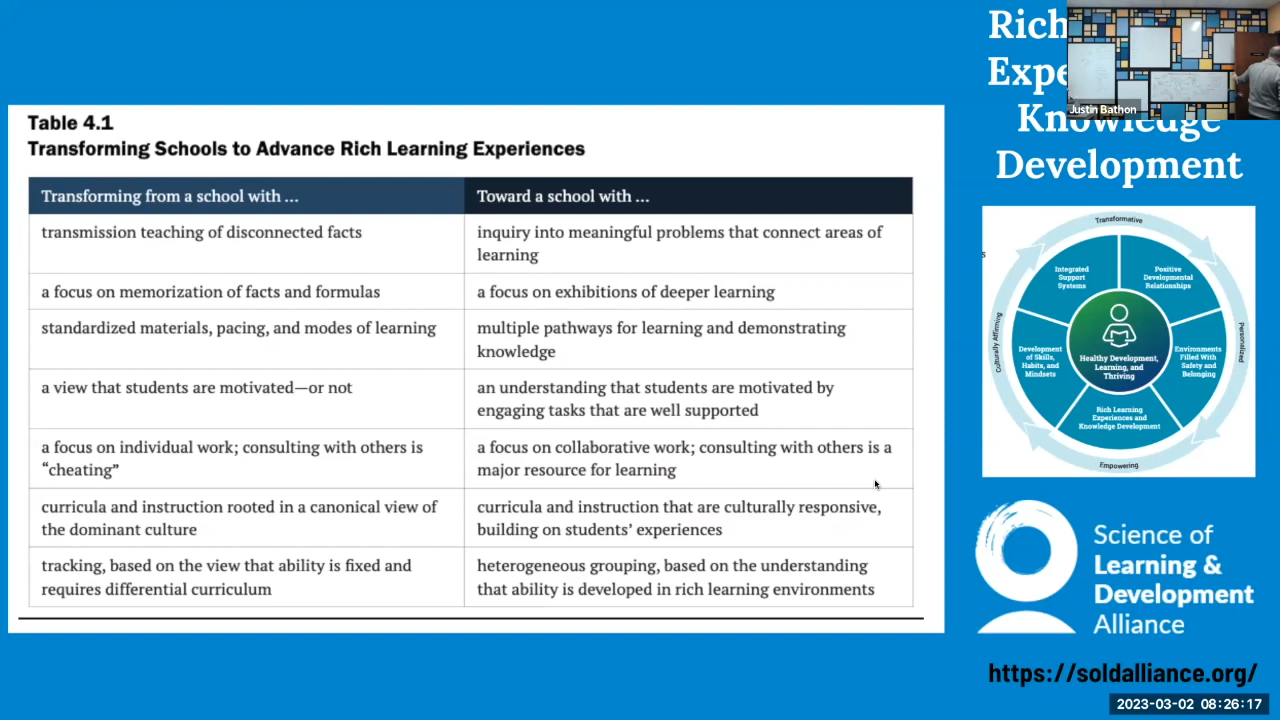 Rich
Expe
Knowledge
Development
Justin Bathon
Table 4.1
Transforming Schools to Advance Rich Learning Experiences
Transforming from a school with ...
Toward a school with ...
transmission teaching of disconnected facts
inquiry into meaningful problems that connect areas of
learning
a focus on memorization of facts and formulas
a focus on exhibitions of deeper learning
standardized materials, pacing, and modes of learning
multiple pathways for learning and demonstrating
knowledge
a view that students are motivated—or not
an understanding that students are motivated by
engaging tasks that are well supported
a focus on individual work; consulting with others is
“cheating”
a focus on collaborative work; consulting with others is a
major resource for learning
curricula and instruction rooted in a canonical view of
the dominant culture
curricula and instruction that are culturally responsive,
building on students’ experiences
tracking, based on the view that ability is fixed and
requires differential curriculum
heterogeneous grouping, based on the understanding
that ability is developed in rich learning environments
s
Transformative
Personalized
Empowering
Culturally Affirming
Integrated
Support
Systems
Positive
Developmental
Relationships
Development
of Skills,
Habits, and
Mindsets
Healthy Development,
Learning, and
Thriving
Environments
Filled With
Safety and
Belonging
Rich Learning
Experiences and
Knowledge Development
Science of
Learning &
Development
Alliance
https://soldalliance.org/
2023-03-02 08:26:17